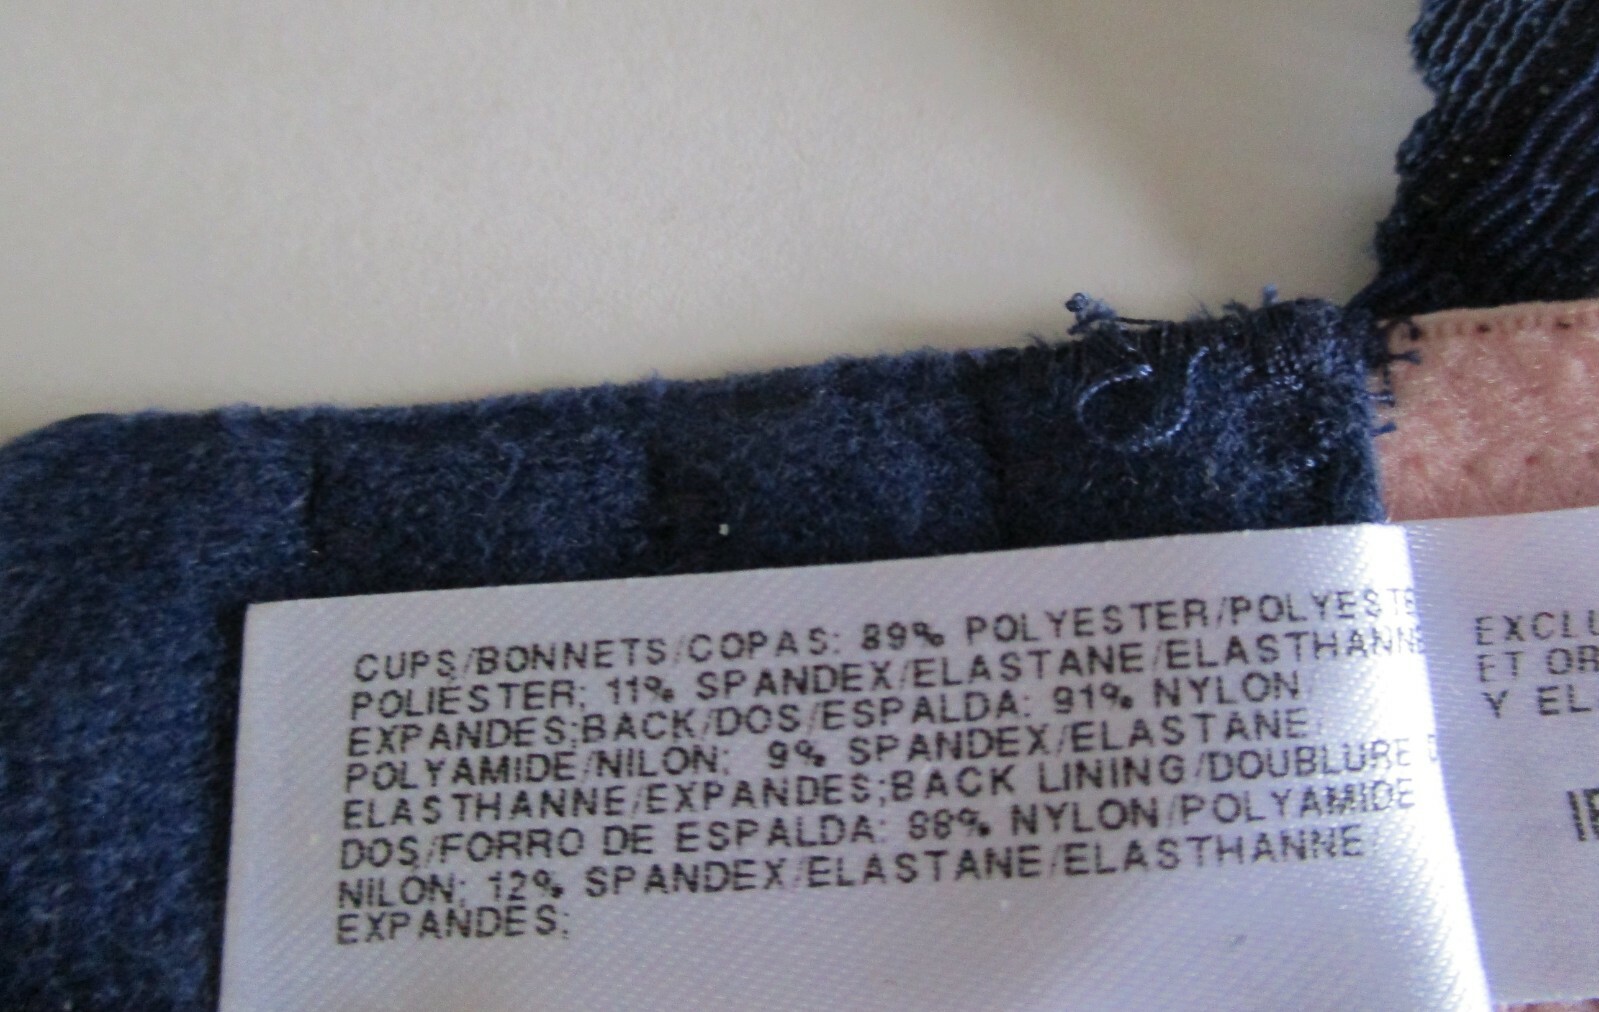 CUPS/BONNETS/COPAS: 89% POLYESTER/POLYESTE
POLIÉSTER; 11% SPANDEX/ELASTANE/ELASTHANNE
EXPANDES;BACK/DOS/ESPALDA: 91% NYLON/
POLYAMIDE/NILON; 9% SPANDEX/ELASTANE/
ELASTHANNE/EXPANDES;BACK LINING/DOUBLURE D
DOS/FORRO DE ESPALDA: 88% NYLON/POLYAMIDE
NILON; 12% SPANDEX/ELASTANE/ELASTHANNE/
EXPANDES;
EXCLU
ET OR
Y EL